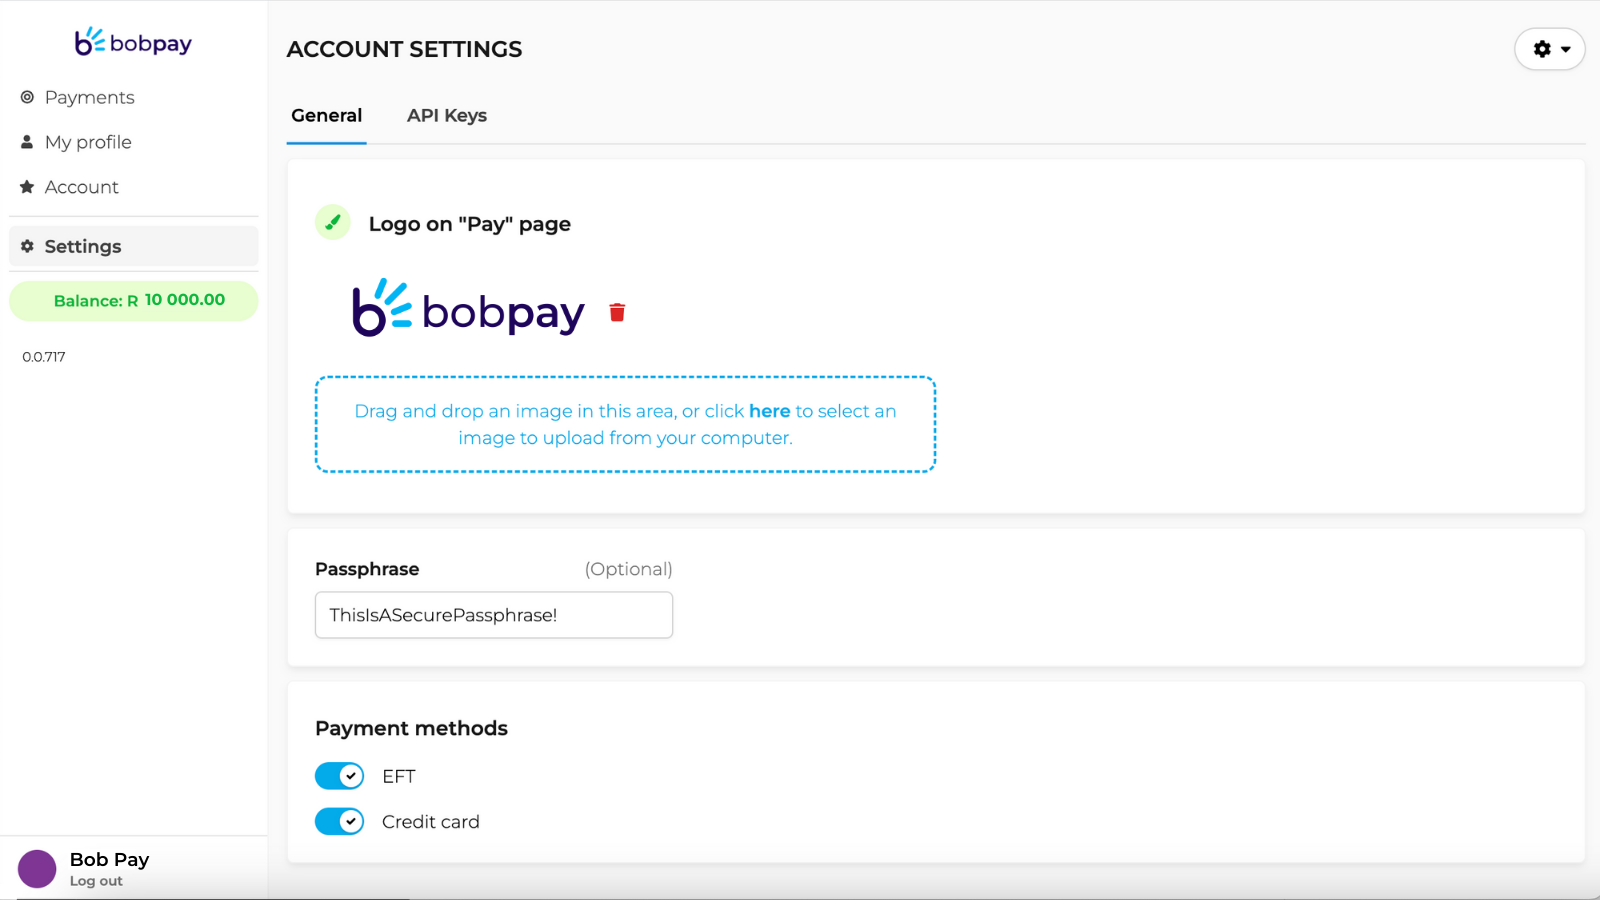 bobpay
Payments
My profile
Account
Settings
Balance: R 10 000.00
0.0.717
Bob Pay
Log out
ACCOUNT SETTINGS
General
API Keys
Logo on "Pay" page
bobpay
Drag and drop an image in this area, or click here to select an
image to upload from your computer.
Passphrase
(Optional)
ThisIsASecurePassphrase!
Payment methods
EFT
Credit card